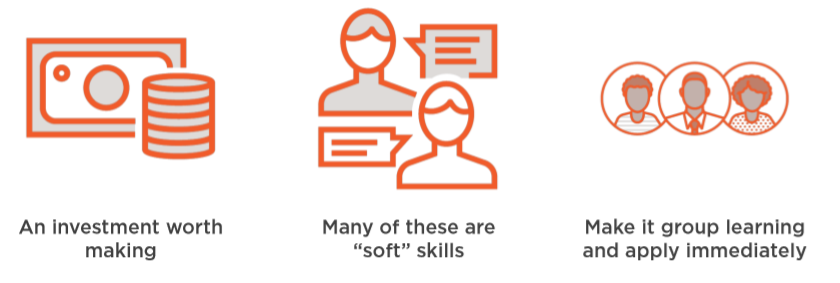 An investment worth
making
Many of these are
“soft” skills
Make it group learning
and apply immediately